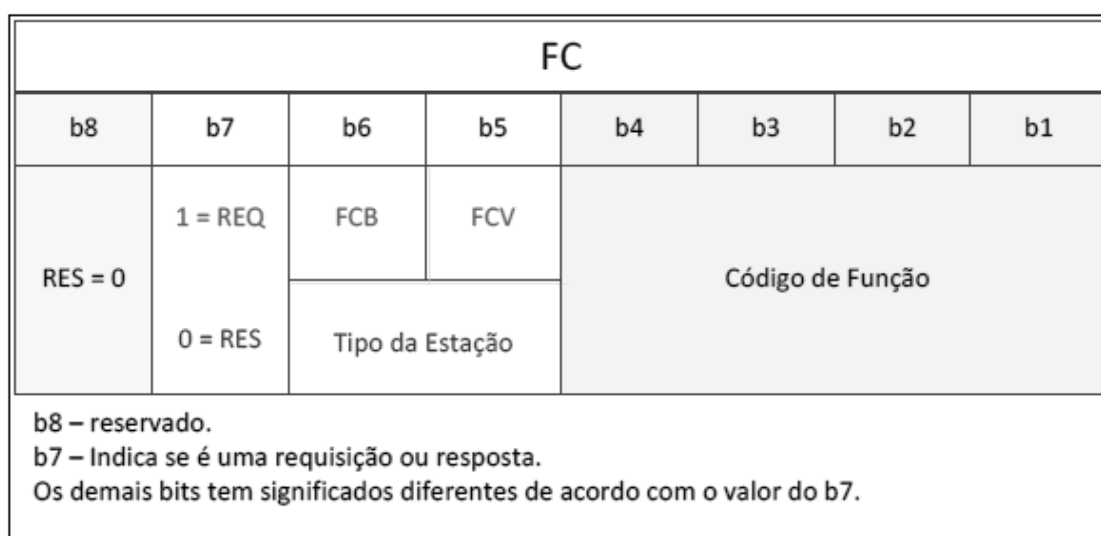 FC
b8 b7 b6 b5 b4 b3 b2 b1
1 = REQ FCB FCV
RES = 0 Código de Função
0 = RES Tipo da Estação
b8 – reservado.
b7 – Indica se é uma requisição ou resposta.
Os demais bits tem significados diferentes de acordo com o valor do b7.